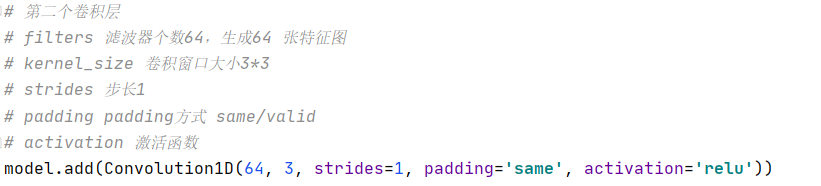 # 第二个卷积层
# filters 滤波器个数64，生成64 张特征图
# kernel_size 卷积窗口大小3*3
# strides 步长1
# padding padding方式 same/valid
# activation 激活函数
model.add(Convolution1D(64, 3, strides=1, padding='same', activation='relu'))